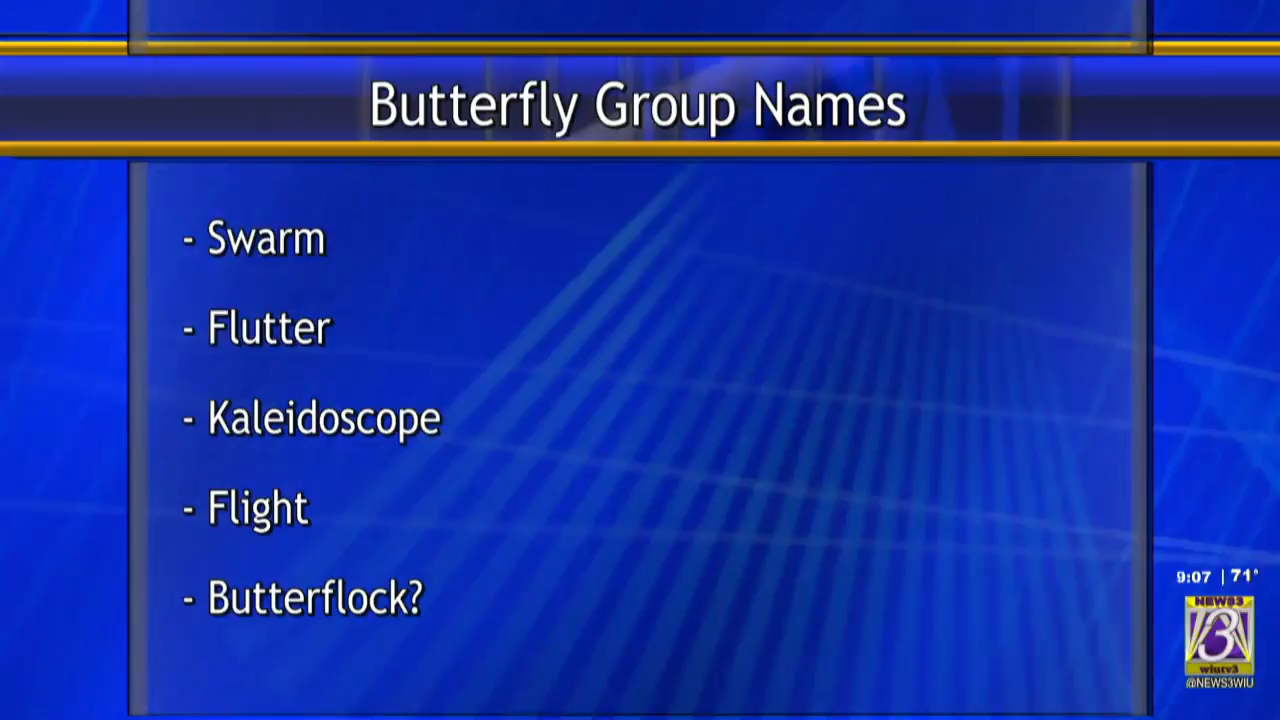 Butterfly Group Names
- Swarm
- Flutter
- Kaleidoscope
- Flight
- Butterflock?
9:07 | 71°
NEWS3
3
wiutv3
@NEWS3WIU